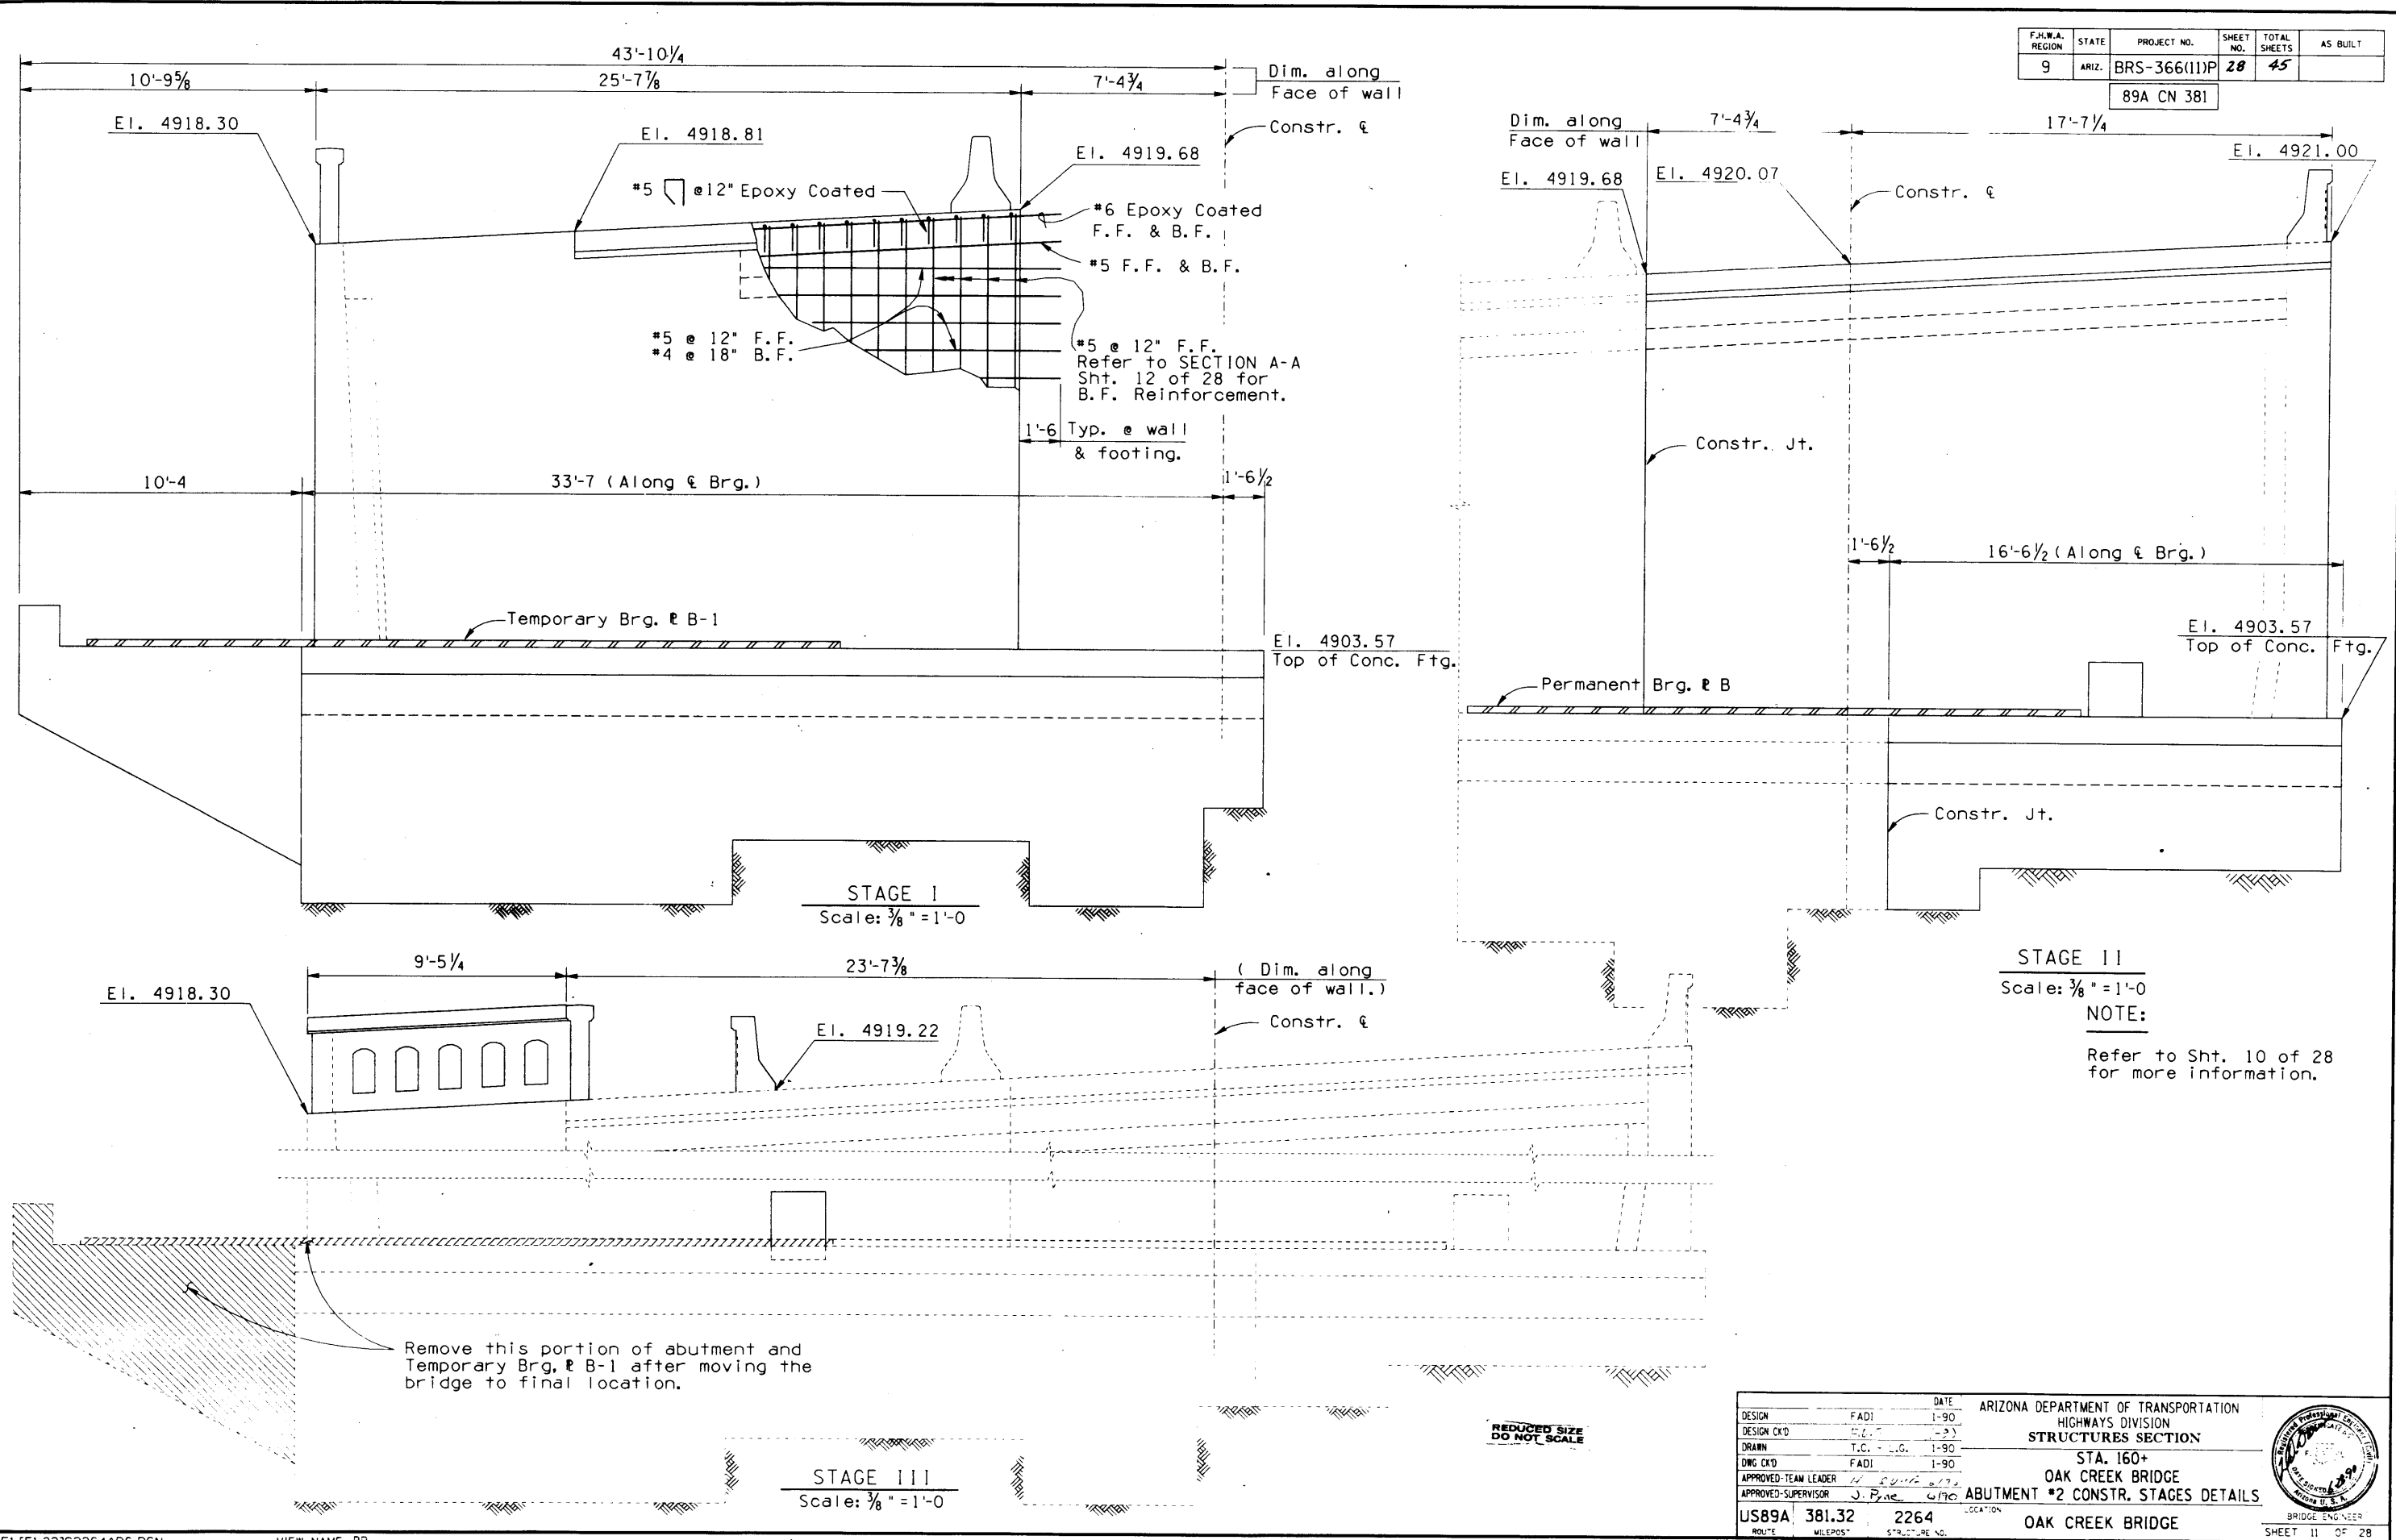 F.H.W.A. REGION STATE PROJECT NO. SHEET NO. TOTAL SHEETS AS BUILT
9 ARIZ. BRS-366(11)P 28 45
89A CN 381
43'-10¼
10'-9⅝ 25'-7⅞ 7'-4¾
Dim. along
Face of wall
Constr. ℄
El. 4918.30
El. 4918.81
El. 4919.68
#5 @12" Epoxy Coated
#6 Epoxy Coated
F.F. & B.F.
#5 F.F. & B.F.
#5 @ 12" F.F.
#4 @ 18" B.F.
#5 @ 12" F.F.
Refer to SECTION A-A
Sht. 12 of 28 for
B.F. Reinforcement.
1'-6 Typ. @ wall
& footing.
10'-4 33'-7 (Along ℄ Brg.) 1'-6½
Temporary Brg. ⅊ B-1
El. 4903.57
Top of Conc. Ftg.
STAGE I
Scale: ⅜" = 1'-0
Dim. along
Face of wall
7'-4¾ 17'-7¼
El. 4921.00
El. 4919.68
El. 4920.07
Constr. ℄
Constr. Jt.
1'-6½ 16'-6½ (Along ℄ Brg.)
El. 4903.57
Top of Conc. Ftg.
Permanent Brg. ⅊ B
Constr. Jt.
STAGE II
Scale: ⅜" = 1'-0
NOTE:
Refer to Sht. 10 of 28
for more information.
9'-5¼ 23'-7⅜
( Dim. along
face of wall.)
El. 4918.30
El. 4919.22
Constr. ℄
Remove this portion of abutment and
Temporary Brg. ⅊ B-1 after moving the
bridge to final location.
STAGE III
Scale: ⅜" = 1'-0
REDUCED SIZE
DO NOT SCALE
DATE
DESIGN FADI 1-90
DESIGN CK'D
DRAWN T.C. - L.G. 1-90
DWG CK'D FADI 1-90
APPROVED-TEAM LEADER
APPROVED-SUPERVISOR J. Pyne 6/90
ARIZONA DEPARTMENT OF TRANSPORTATION
HIGHWAYS DIVISION
STRUCTURES SECTION
STA. 160+
OAK CREEK BRIDGE
ABUTMENT #2 CONSTR. STAGES DETAILS
US89A 381.32 2264
ROUTE MILEPOST STRUCTURE NO.
LOCATION
OAK CREEK BRIDGE
Registered Professional Engineer (Civil)
Arizona U.S.A.
BRIDGE ENGINEER
SHEET 11 OF 28